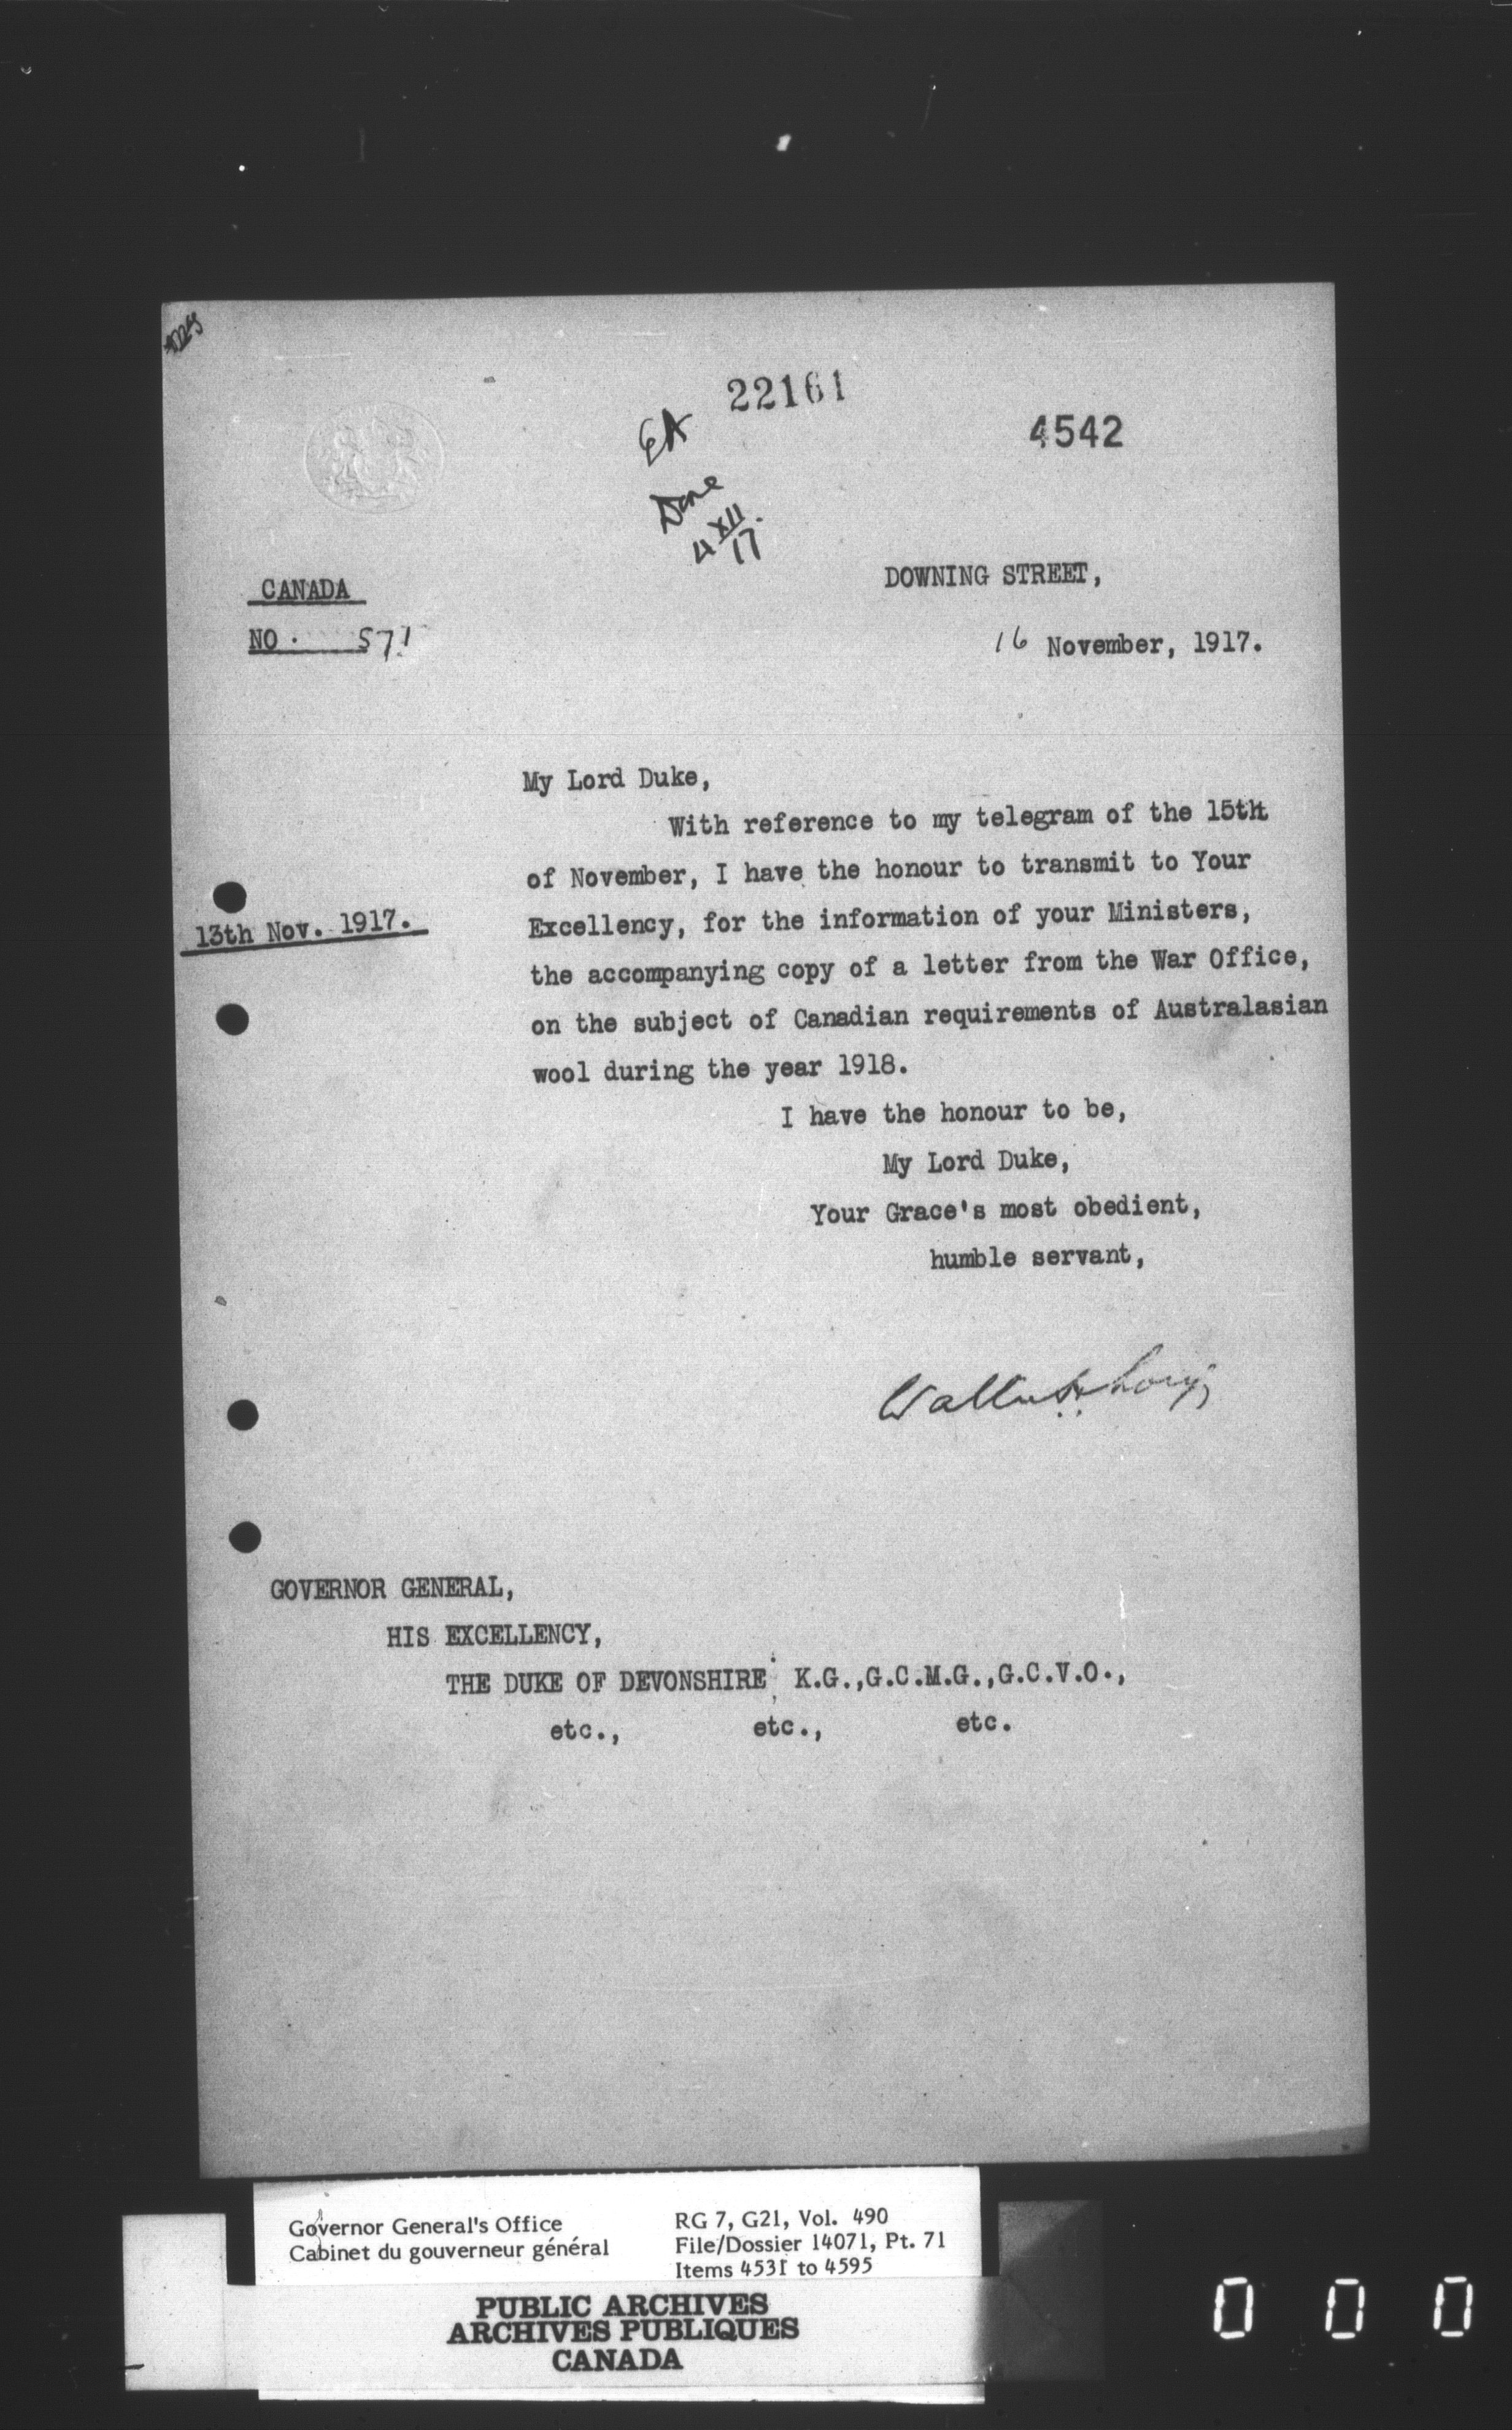 22161
EA
4542
Done
4 XII 17.
DOWNING STREET,
CANADA
NO. 571
16 November, 1917.
My Lord Duke,
With reference to my telegram of the 15th
of November, I have the honour to transmit to Your
13th Nov. 1917.
Excellency, for the information of your Ministers,
the accompanying copy of a letter from the War Office,
on the subject of Canadian requirements of Australasian
wool during the year 1918.
I have the honour to be,
My Lord Duke,
Your Grace's most obedient,
humble servant,
Walter H. Long
GOVERNOR GENERAL,
HIS EXCELLENCY,
THE DUKE OF DEVONSHIRE, K.G.,G.C.M.G.,G.C.V.O.,
etc., etc., etc.
Governor General's Office
Cabinet du gouverneur général
RG 7, G21, Vol. 490
File/Dossier 14071, Pt. 71
Items 4531 to 4595
PUBLIC ARCHIVES
ARCHIVES PUBLIQUES
CANADA
0 0 0